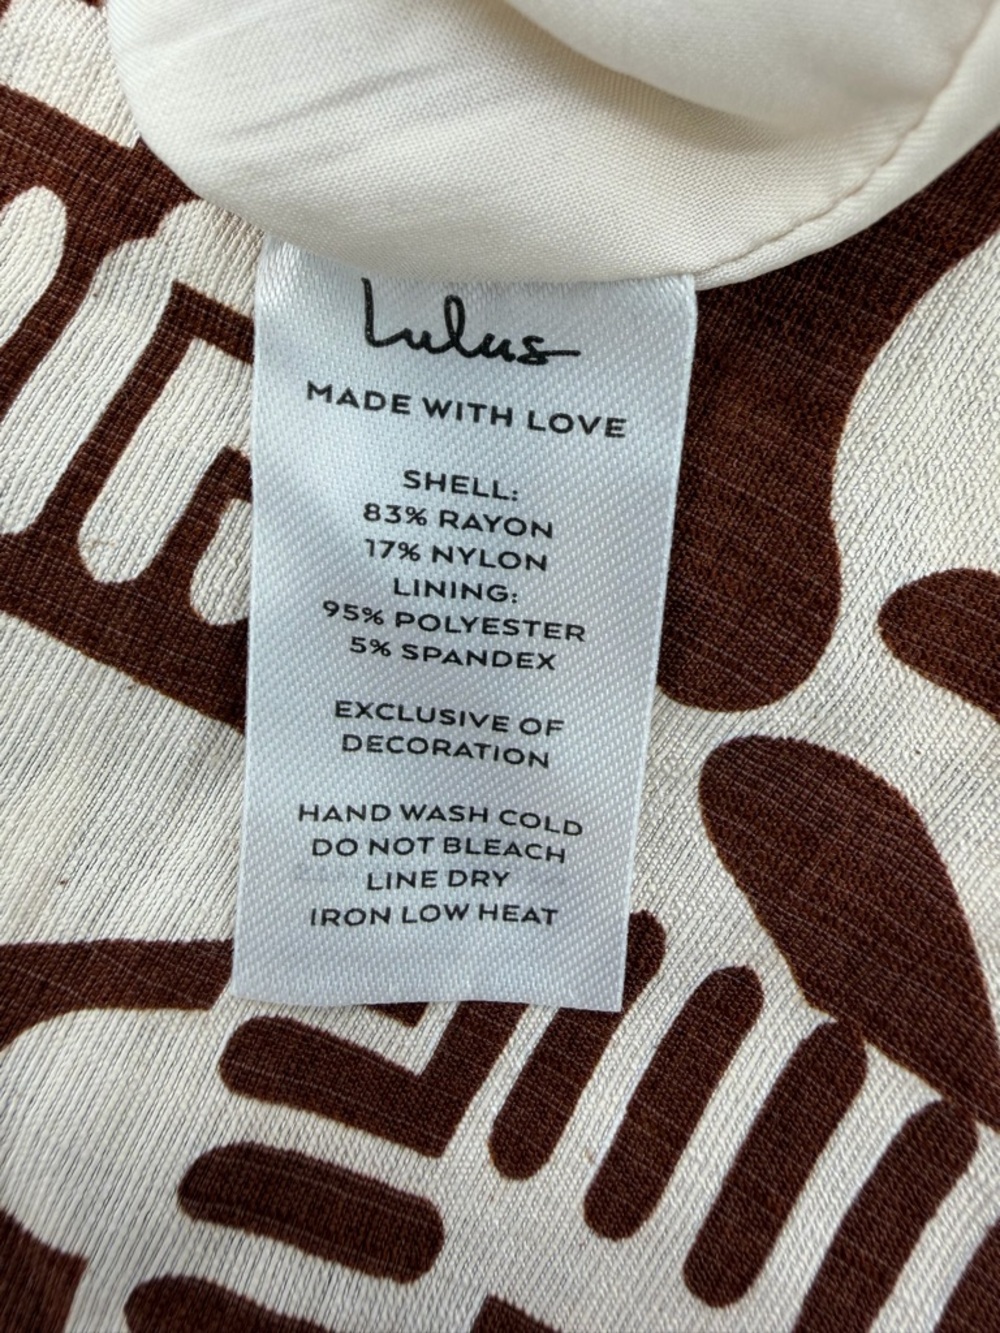 Lulus
MADE WITH LOVE
SHELL:
83% RAYON
17% NYLON
LINING:
95% POLYESTER
5% SPANDEX
EXCLUSIVE OF
DECORATION
HAND WASH COLD
DO NOT BLEACH
LINE DRY
IRON LOW HEAT